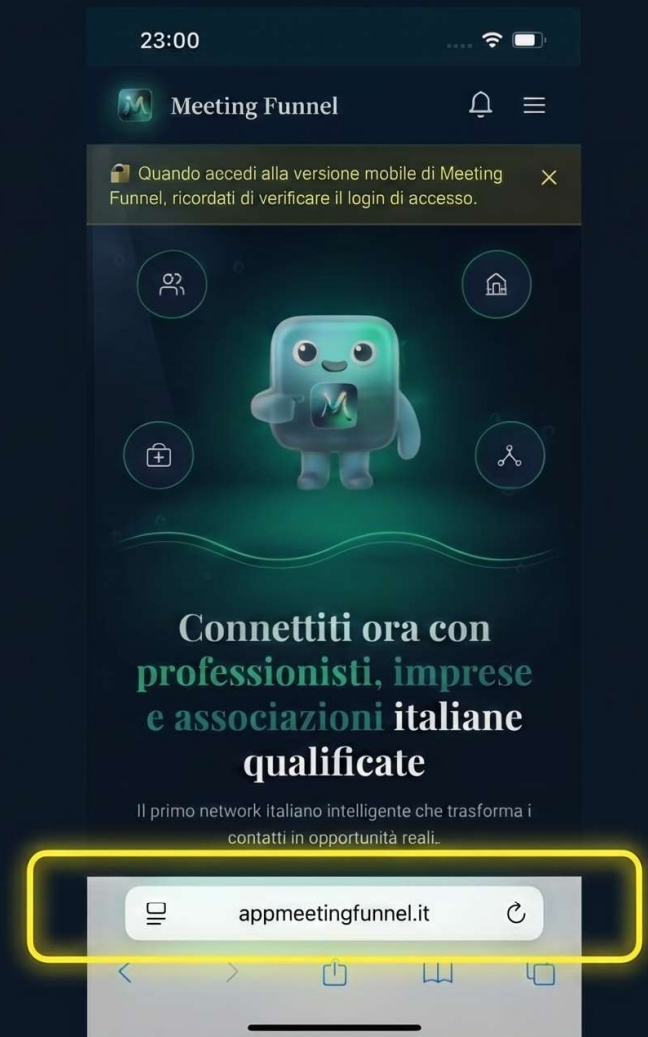 23:00
Meeting Funnel
Quando accedi alla versione mobile di Meeting
Funnel, ricordati di verificare il login di accesso.
Connettiti ora con
professionisti, imprese
e associazioni italiane
qualificate
Il primo network italiano intelligente che trasforma i
contatti in opportunità reali.
appmeetingfunnel.it